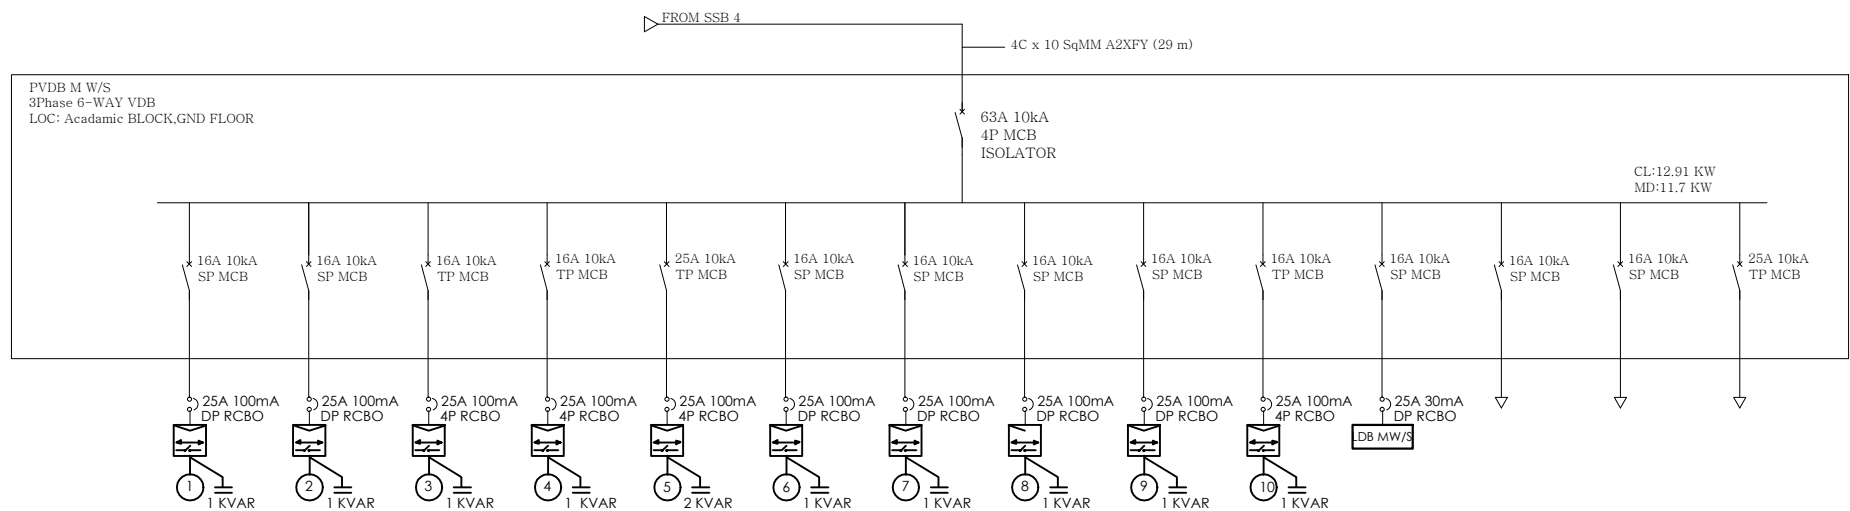 FROM SSB 4
4C x 10 SqMM A2XFY (29 m)
PVDB M W/S
3Phase 6-WAY VDB
LOC: Acadamic BLOCK,GND FLOOR
63A 10kA
4P MCB
ISOLATOR
CL:12.91 KW
MD:11.7 KW
16A 10kA
SP MCB
16A 10kA
SP MCB
16A 10kA
TP MCB
16A 10kA
TP MCB
25A 10kA
TP MCB
16A 10kA
SP MCB
16A 10kA
SP MCB
16A 10kA
SP MCB
16A 10kA
SP MCB
16A 10kA
TP MCB
16A 10kA
SP MCB
16A 10kA
SP MCB
16A 10kA
SP MCB
25A 10kA
TP MCB
25A 100mA
DP RCBO
25A 100mA
DP RCBO
25A 100mA
4P RCBO
25A 100mA
4P RCBO
25A 100mA
4P RCBO
25A 100mA
DP RCBO
25A 100mA
DP RCBO
25A 100mA
DP RCBO
25A 100mA
DP RCBO
25A 100mA
4P RCBO
25A 30mA
DP RCBO
LDB MW/S
1
1 KVAR
2
1 KVAR
3
1 KVAR
4
1 KVAR
5
2 KVAR
6
1 KVAR
7
1 KVAR
8
1 KVAR
9
1 KVAR
10
1 KVAR